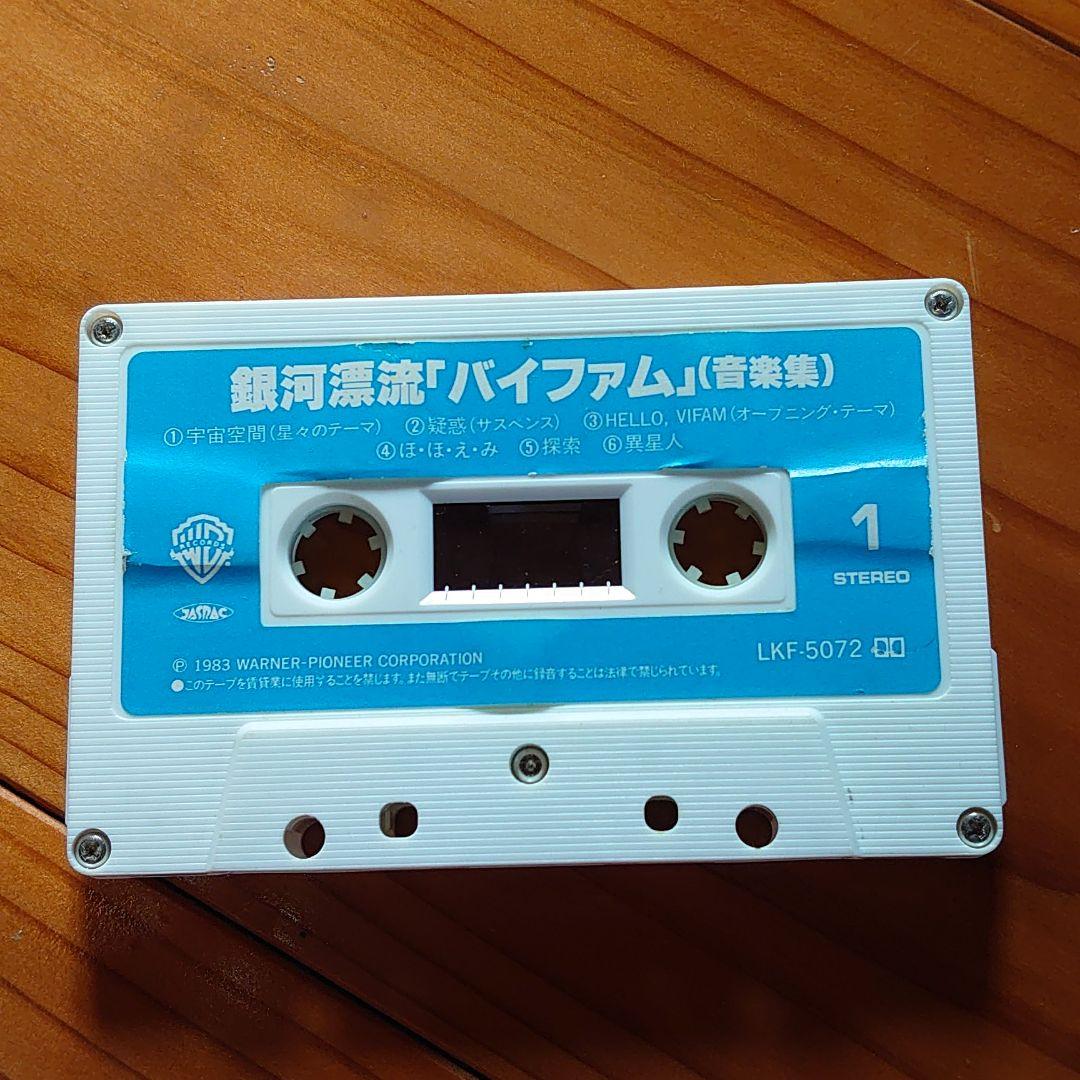 銀河漂流「バイファム」(音楽集)
①宇宙空間(星々のテーマ) ②疑惑(サスペンス) ③HELLO, VIFAM(オープニング・テーマ)
④ほ・ほ・え・み ⑤探索 ⑥異星人
1
STEREO
WB RECORDS
JASRAC
Ⓟ 1983 WARNER-PIONEER CORPORATION
LKF-5072
●このテープを賃貸業に使用することを禁じます。また無断でテープその他に録音することは法律で禁じられています。